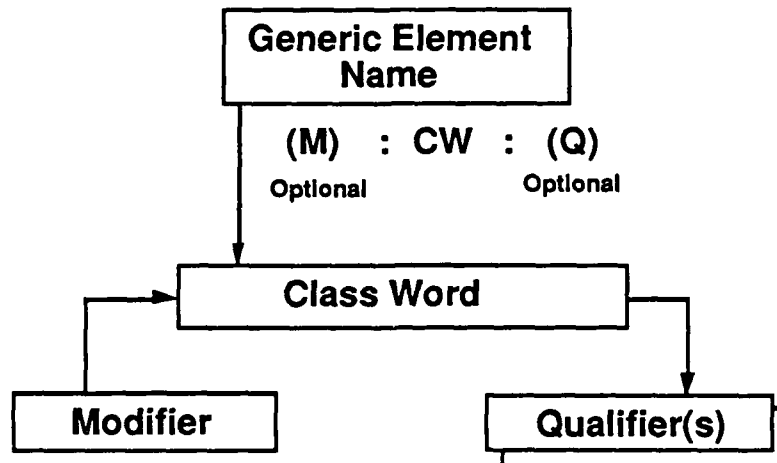 Generic Element
Name
(M) : CW : (Q)
Optional Optional
Class Word
Modifier
Qualifier(s)